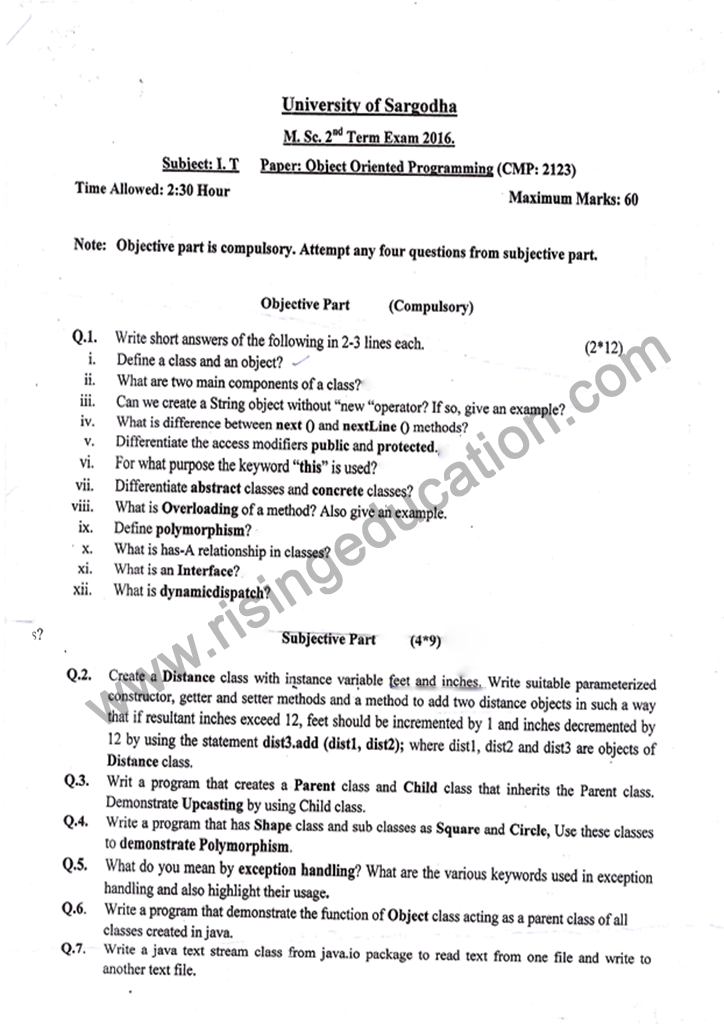 University of Sargodha
M. Sc. 2nd Term Exam 2016.
Subject: I. T Paper: Object Oriented Programming (CMP: 2123)
Time Allowed: 2:30 Hour
Maximum Marks: 60
Note: Objective part is compulsory. Attempt any four questions from subjective part.
Objective Part (Compulsory)
Q.1. Write short answers of the following in 2-3 lines each. (2*12)
i. Define a class and an object?
ii. What are two main components of a class?
iii. Can we create a String object without "new "operator? If so, give an example?
iv. What is difference between next () and nextLine () methods?
v. Differentiate the access modifiers public and protected.
vi. For what purpose the keyword "this" is used?
vii. Differentiate abstract classes and concrete classes?
viii. What is Overloading of a method? Also give an example.
ix. Define polymorphism?
x. What is has-A relationship in classes?
xi. What is an Interface?
xii. What is dynamicdispatch?
s?
Subjective Part (4*9)
Q.2. Create a Distance class with instance variable feet and inches. Write suitable parameterized
constructor, getter and setter methods and a method to add two distance objects in such a way
that if resultant inches exceed 12, feet should be incremented by 1 and inches decremented by
12 by using the statement dist3.add (dist1, dist2); where dist1, dist2 and dist3 are objects of
Distance class.
Q.3. Writ a program that creates a Parent class and Child class that inherits the Parent class.
Demonstrate Upcasting by using Child class.
Q.4. Write a program that has Shape class and sub classes as Square and Circle, Use these classes
to demonstrate Polymorphism.
Q.5. What do you mean by exception handling? What are the various keywords used in exception
handling and also highlight their usage.
Q.6. Write a program that demonstrate the function of Object class acting as a parent class of all
classes created in java.
Q.7. Write a java text stream class from java.io package to read text from one file and write to
another text file.
www.risingeducation.com